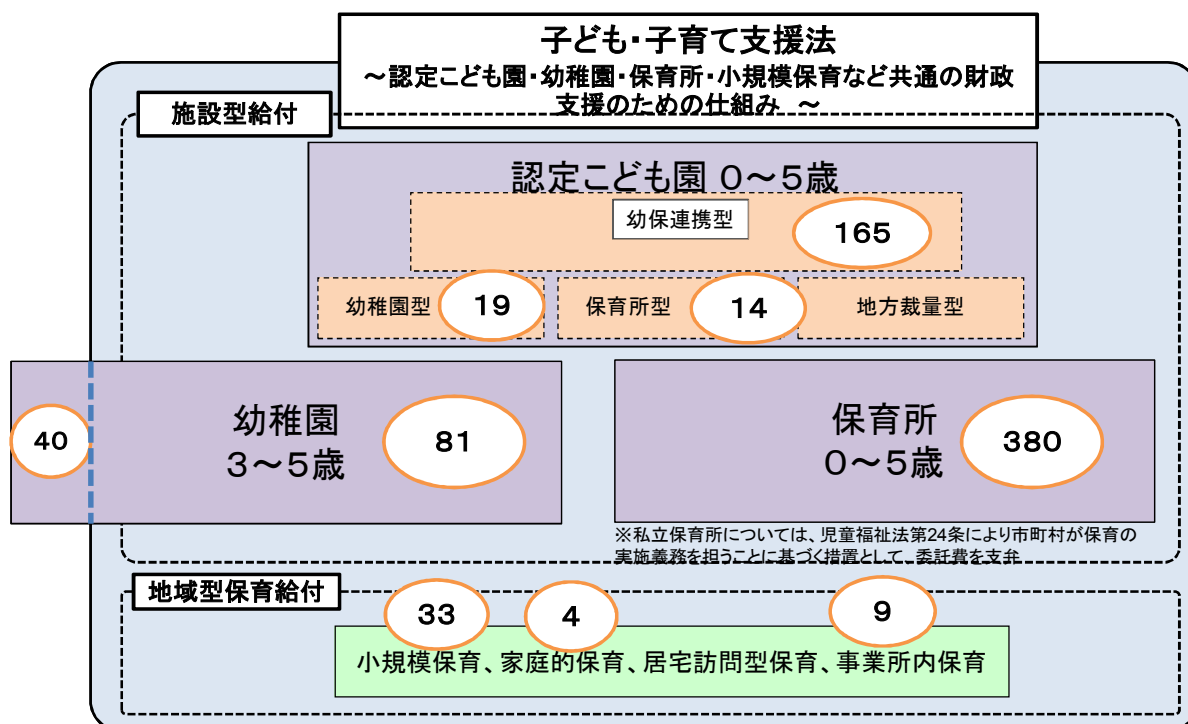 子ども・子育て支援法
～認定こども園・幼稚園・保育所・小規模保育など共通の財政
支援のための仕組み ～
施設型給付
認定こども園 ０～５歳
幼保連携型
165
幼稚園型
19
保育所型
14
地方裁量型
40
幼稚園
３～５歳
81
保育所
０～５歳
380
※私立保育所については、児童福祉法第24条により市町村が保育の
実施義務を担うことに基づく措置として、委託費を支弁
地域型保育給付
33
4
9
小規模保育、家庭的保育、居宅訪問型保育、事業所内保育